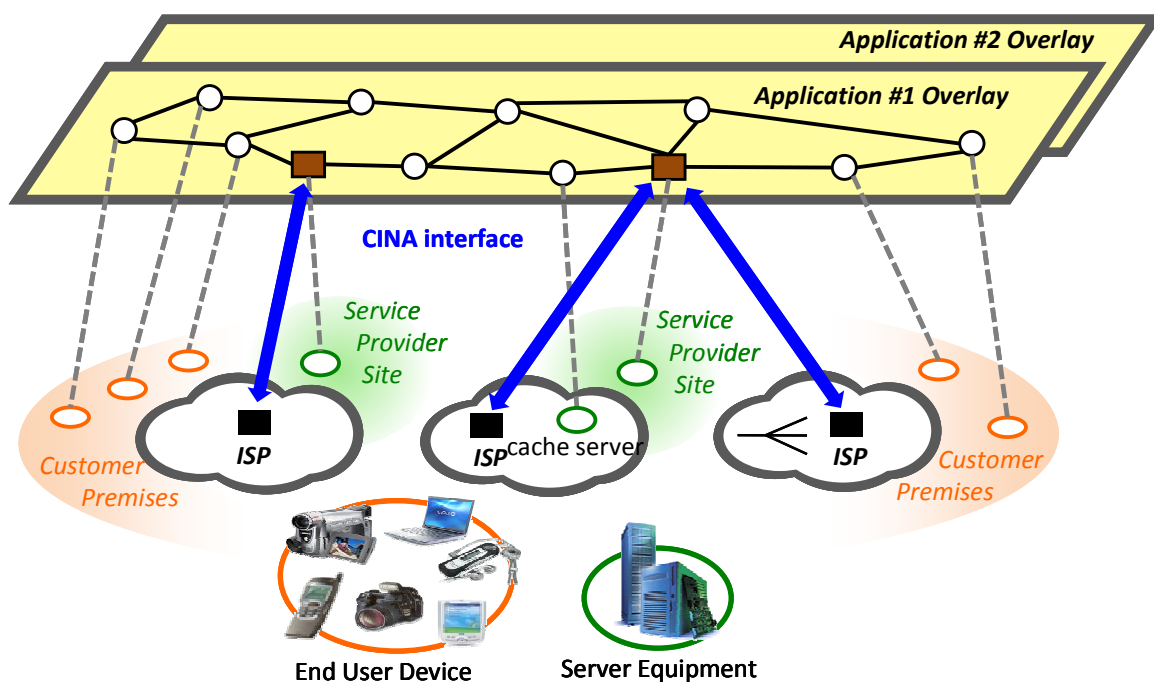 Application #2 Overlay
Application #1 Overlay
CINA interface
Service
Provider
Site
Service
Provider
Site
ISP
ISP
cache server
ISP
Customer
Premises
Customer
Premises
End User Device
Server Equipment